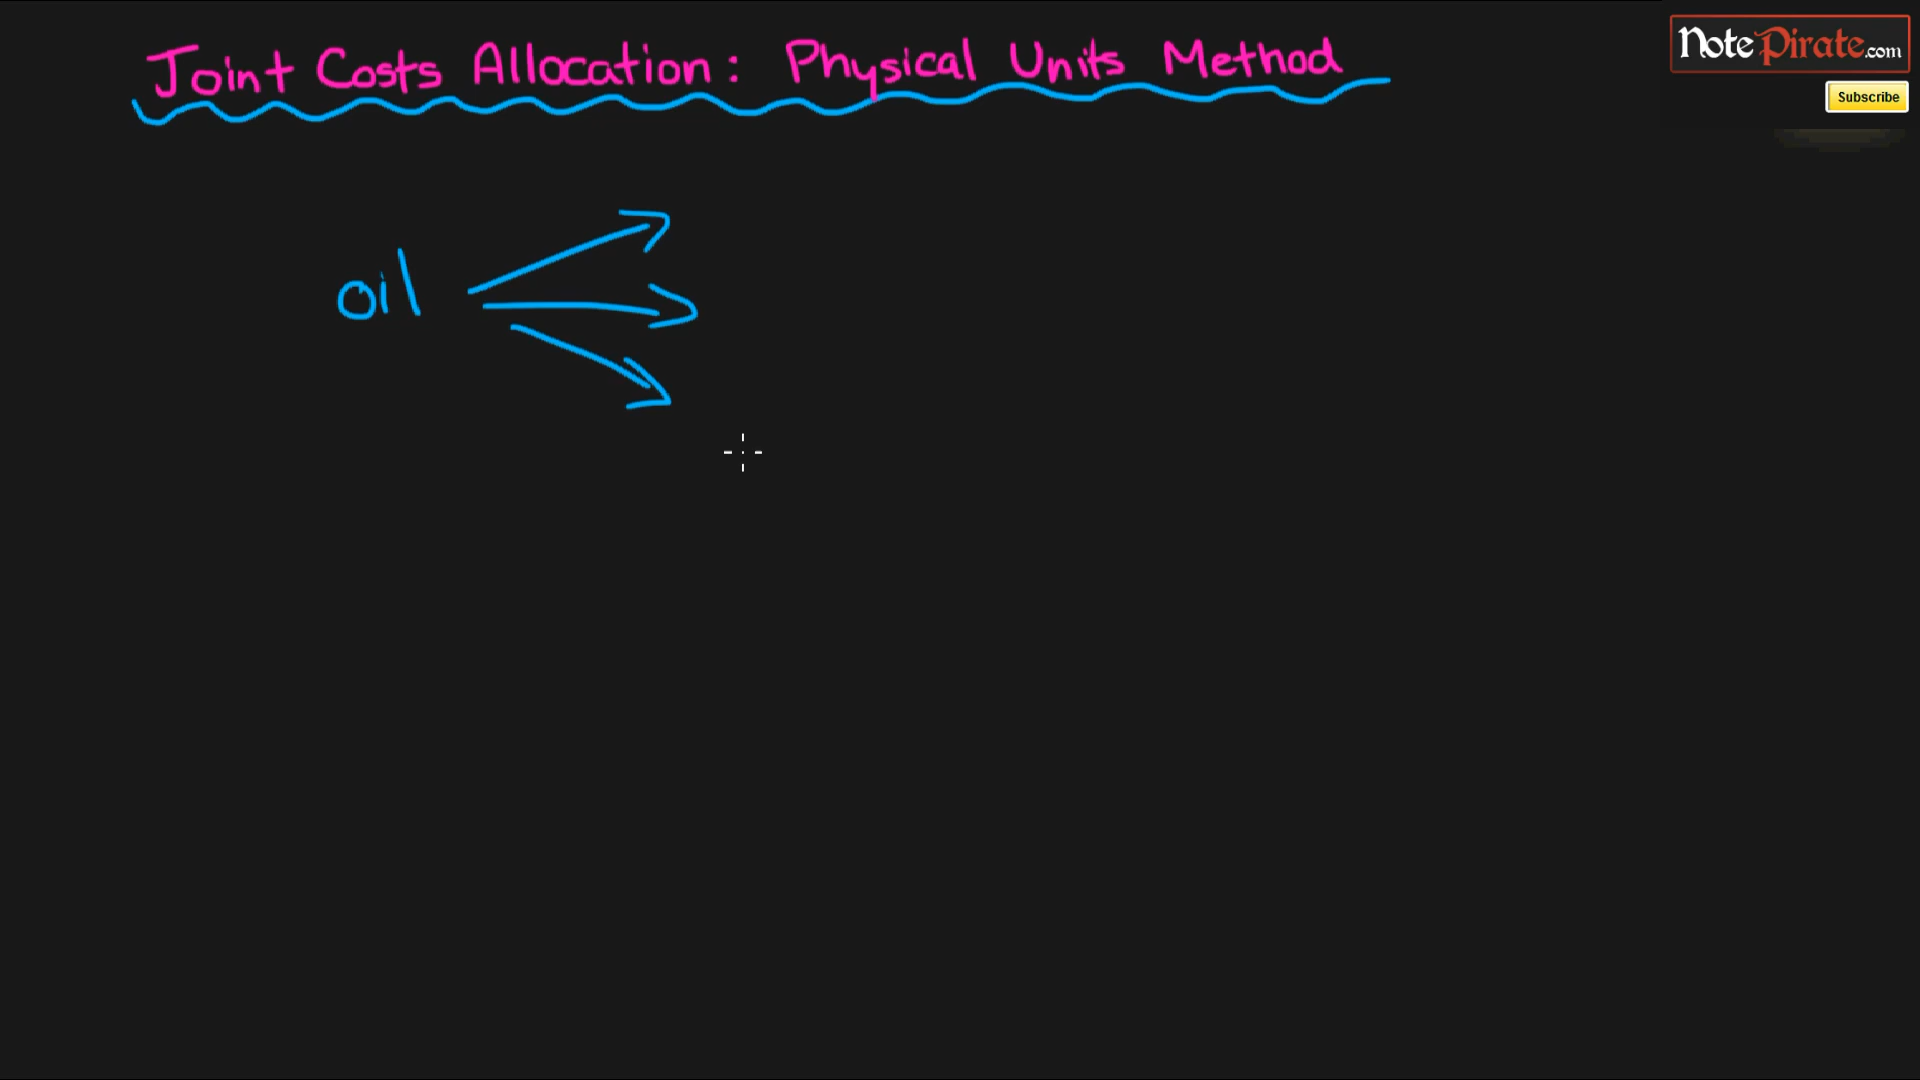 Joint Costs Allocation: Physical Units Method
NotePirate.com
Subscribe
oil